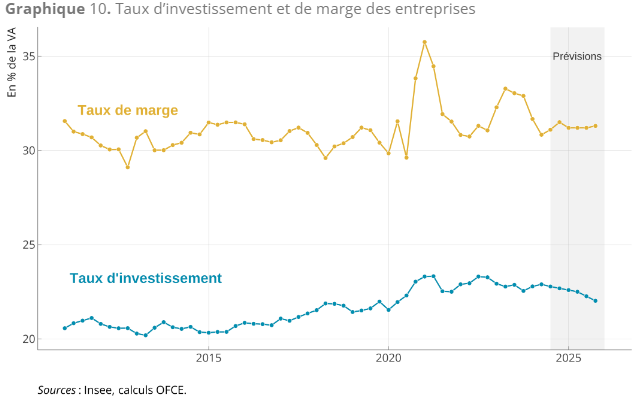 Graphique 10. Taux d’investissement et de marge des entreprises
En % de la VA
35
30
25
20
Prévisions
Taux de marge
Taux d'investissement
2015
2020
2025
Sources : Insee, calculs OFCE.